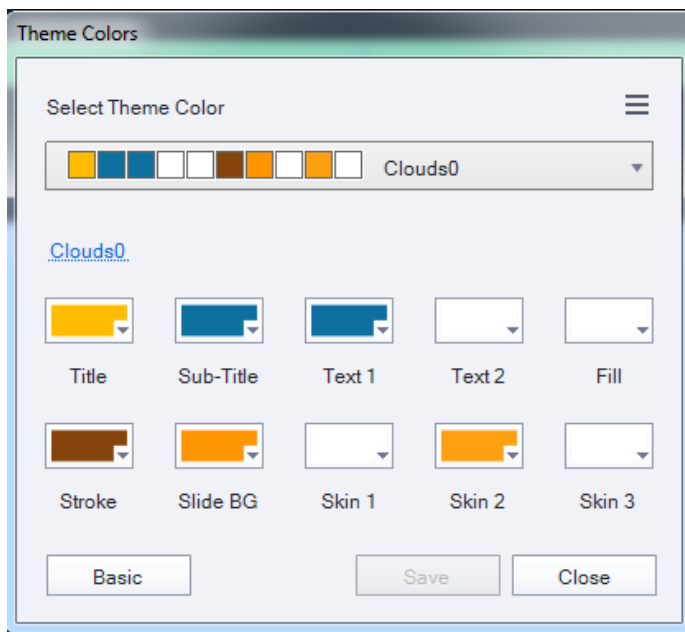 Theme Colors
Select Theme Color
Clouds0
Clouds0
Title Sub-Title Text 1 Text 2 Fill
Stroke Slide BG Skin 1 Skin 2 Skin 3
Basic Save Close